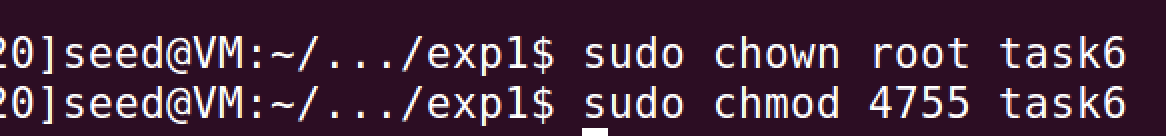 20]seed@VM:~/.../exp1$ sudo chown root task6
20]seed@VM:~/.../exp1$ sudo chmod 4755 task6